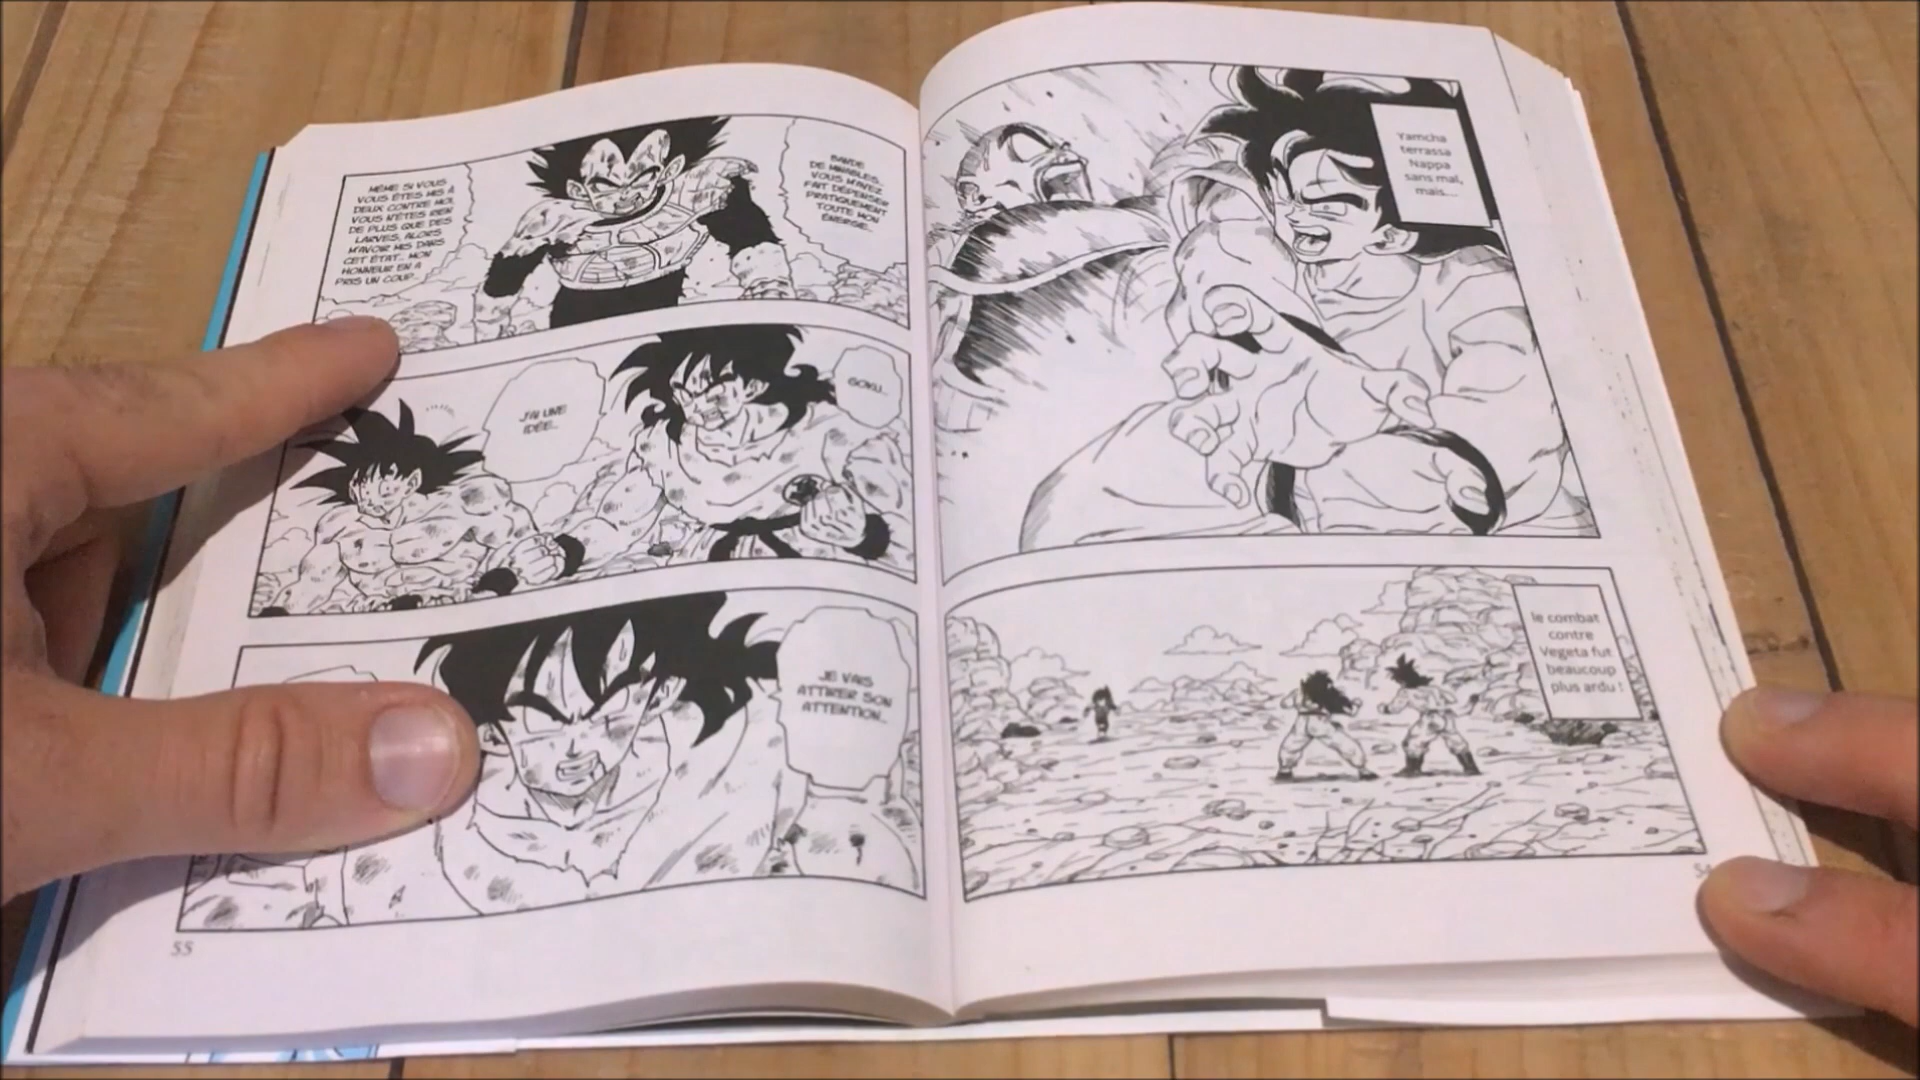 Yamcha
terrassa
Nappa
sans mal,
mais...
le combat
contre
Vegeta fut
beaucoup
plus ardu !
54
BANDE
DE MINABLES...
VOUS M'AVEZ
FAIT DÉPENSER
PRATIQUEMENT
TOUTE MON
ÉNERGIE...
MÊME SI VOUS
VOUS ÊTES MIS À
DEUX CONTRE MOI,
VOUS N'ÊTES RIEN
DE PLUS QUE DES
LARVES, ALORS
M'AVOIR MIS DANS
CET ÉTAT... MON
HONNEUR EN A
PRIS UN COUP...
GOKU...
J'AI UNE
IDÉE...
JE VAIS
ATTIRER SON
ATTENTION...
55